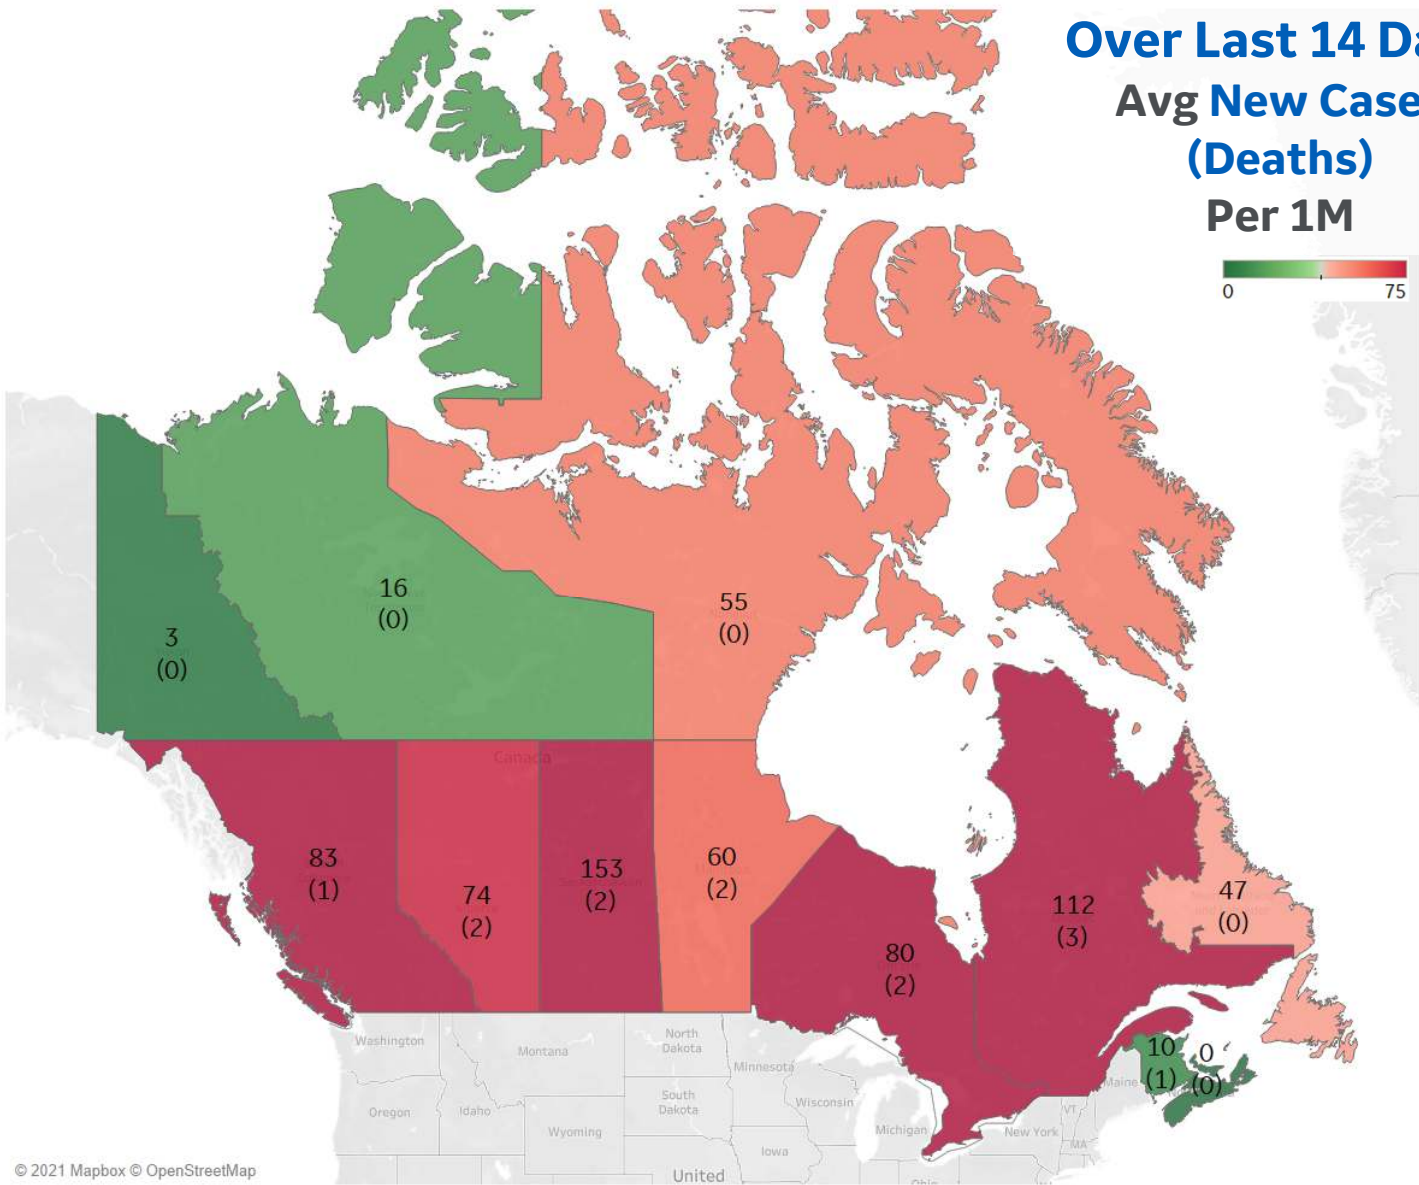 Over Last 14 Da
Avg New Case
(Deaths)
Per 1M
0
75
16
(0)
55
(0)
3
(0)
Canada
83
(1)
74
(2)
153
(2)
60
(2)
80
(2)
112
(3)
47
(0)
10
(1)
0
(0)
Washington
Montana
North
Dakota
Minnesota
Oregon
Idaho
South
Dakota
Wisconsin
Wyoming
Michigan
New York
VT
MA
Maine
Iowa
United
Ohio
© 2021 Mapbox © OpenStreetMap